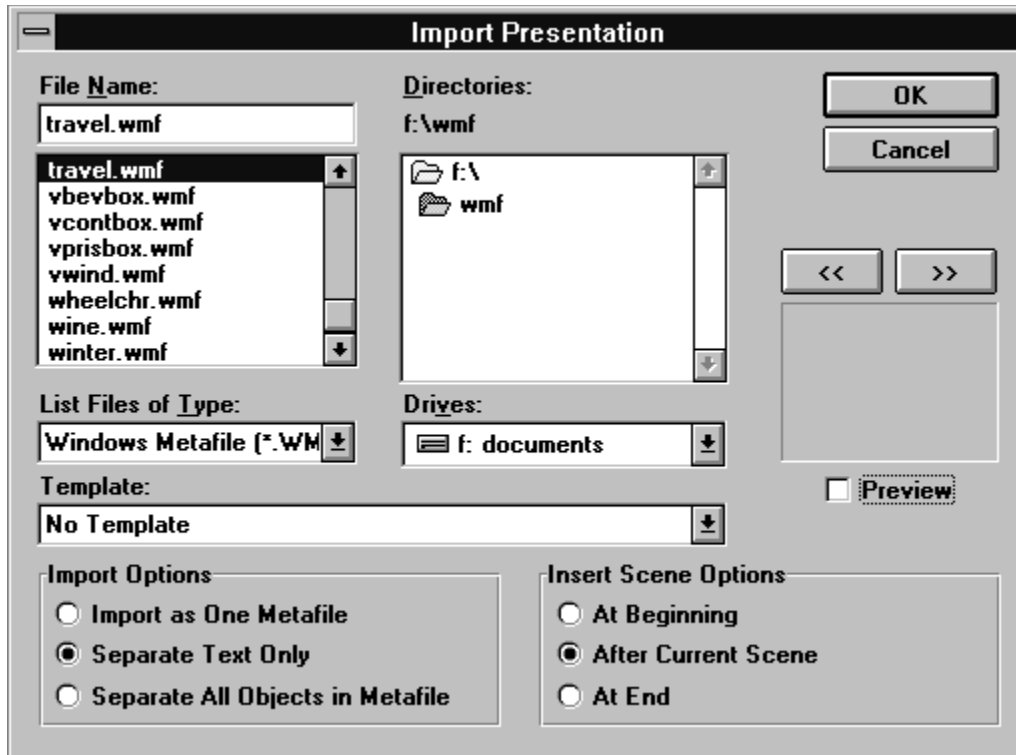 Import Presentation
File Name:
travel.wmf
travel.wmf
vbevbox.wmf
vcontbox.wmf
vprisbox.wmf
vwind.wmf
wheelchr.wmf
wine.wmf
winter.wmf
Directories:
f:\wmf
f:\
wmf
OK
Cancel
<<
>>
List Files of Type:
Windows Metafile (*.WM
Drives:
f: documents
Preview
Template:
No Template
Import Options
Import as One Metafile
Separate Text Only
Separate All Objects in Metafile
Insert Scene Options
At Beginning
After Current Scene
At End